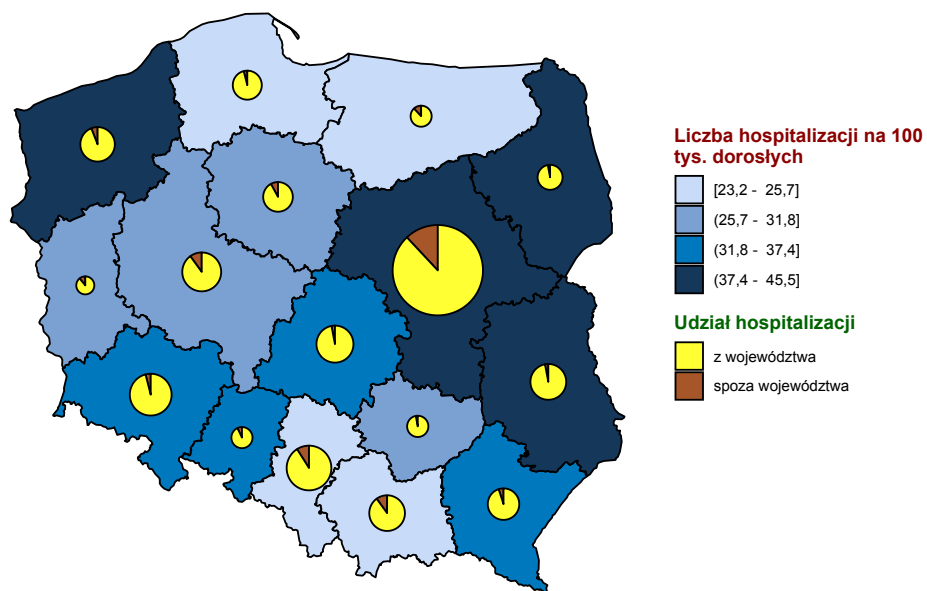 Liczba hospitalizacji na 100
tys. dorosłych
[23,2 - 25,7]
(25,7 - 31,8]
(31,8 - 37,4]
(37,4 - 45,5]
Udział hospitalizacji
z województwa
spoza województwa